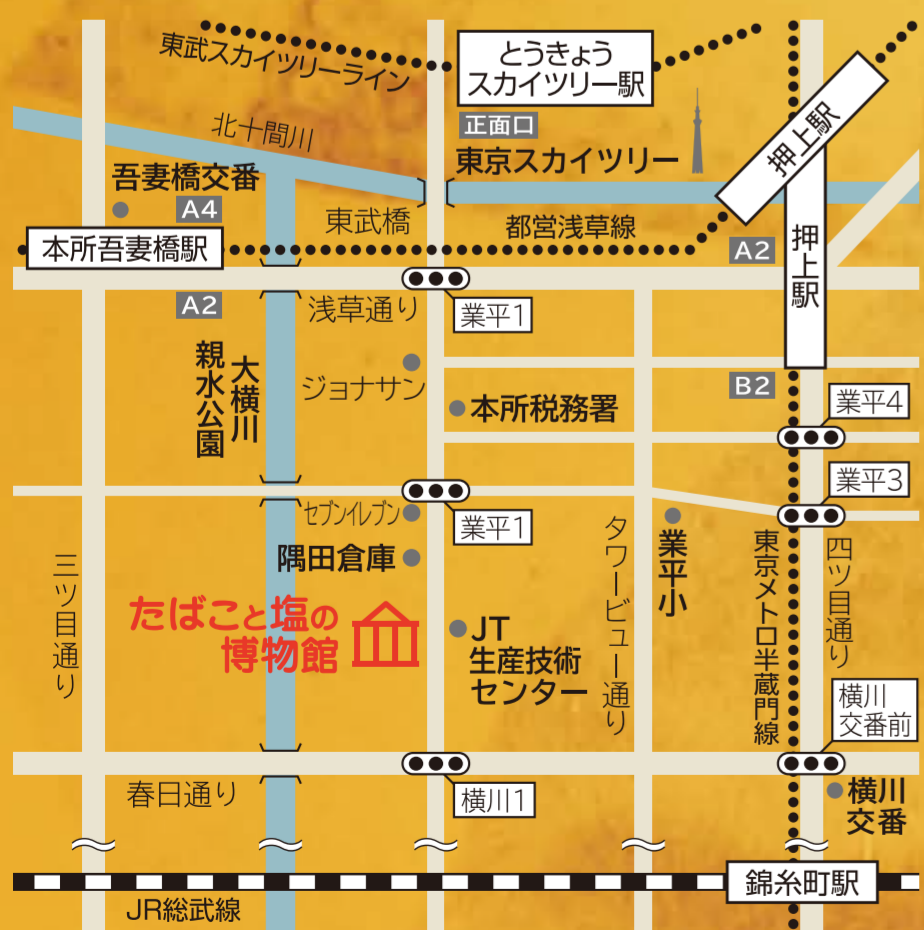 東武スカイツリーライン
とうきょう
スカイツリー駅
正面口
押上駅
北十間川
東京スカイツリー
吾妻橋交番
A4
東武橋
都営浅草線
本所吾妻橋駅
A2
押上駅
A2
浅草通り
業平1
大横川
親水公園
ジョナサン
本所税務署
B2
業平4
業平3
セブンイレブン
業平1
隅田倉庫
タワービュー通り
業平小
東京メトロ半蔵門線
四ツ目通り
三ツ目通り
たばこと塩の
博物館
JT
生産技術
センター
横川
交番前
春日通り
横川1
横川
交番
錦糸町駅
JR総武線